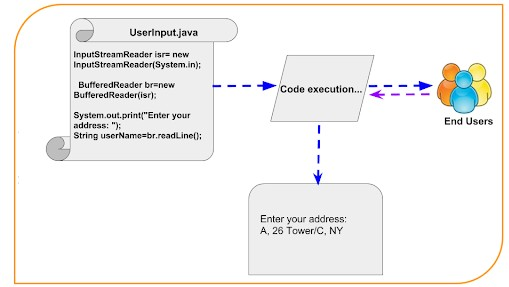 UserInput.java
InputStreamReader isr= new
InputStreamReader(System.in);
BufferedReader br=new
BufferedReader(isr);
System.out.print("Enter your
address: ");
String userName=br.readLine();
Code execution...
End Users
Enter your address:
A, 26 Tower/C, NY